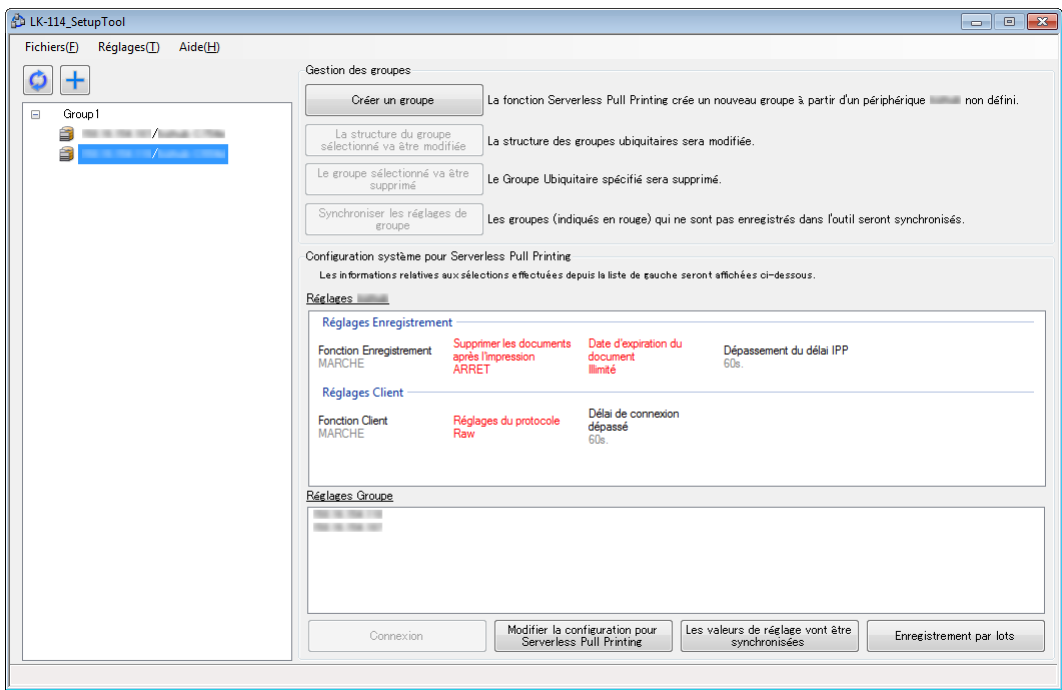 LK-114_SetupTool
Fichiers(F) Réglages(T) Aide(H)
Group1
/
/
Gestion des groupes
Créer un groupe
La fonction Serverless Pull Printing crée un nouveau groupe à partir d'un périphérique non défini.
La structure du groupe
sélectionné va être modifiée
La structure des groupes ubiquitaires sera modifiée.
Le groupe sélectionné va être
supprimé
Le Groupe Ubiquitaire spécifié sera supprimé.
Synchroniser les réglages de
groupe
Les groupes (indiqués en rouge) qui ne sont pas enregistrés dans l'outil seront synchronisés.
Configuration système pour Serverless Pull Printing
Les informations relatives aux sélections effectuées depuis la liste de gauche seront affichées ci-dessous.
Réglages
Réglages Enregistrement
Fonction Enregistrement
MARCHE
Supprimer les documents
après l'impression
ARRET
Date d'expiration du
document
Illimité
Dépassement du délai IPP
60s.
Réglages Client
Fonction Client
MARCHE
Réglages du protocole
Raw
Délai de connexion
dépassé
60s.
Réglages Groupe
Connexion
Modifier la configuration pour
Serverless Pull Printing
Les valeurs de réglage vont être
synchronisées
Enregistrement par lots